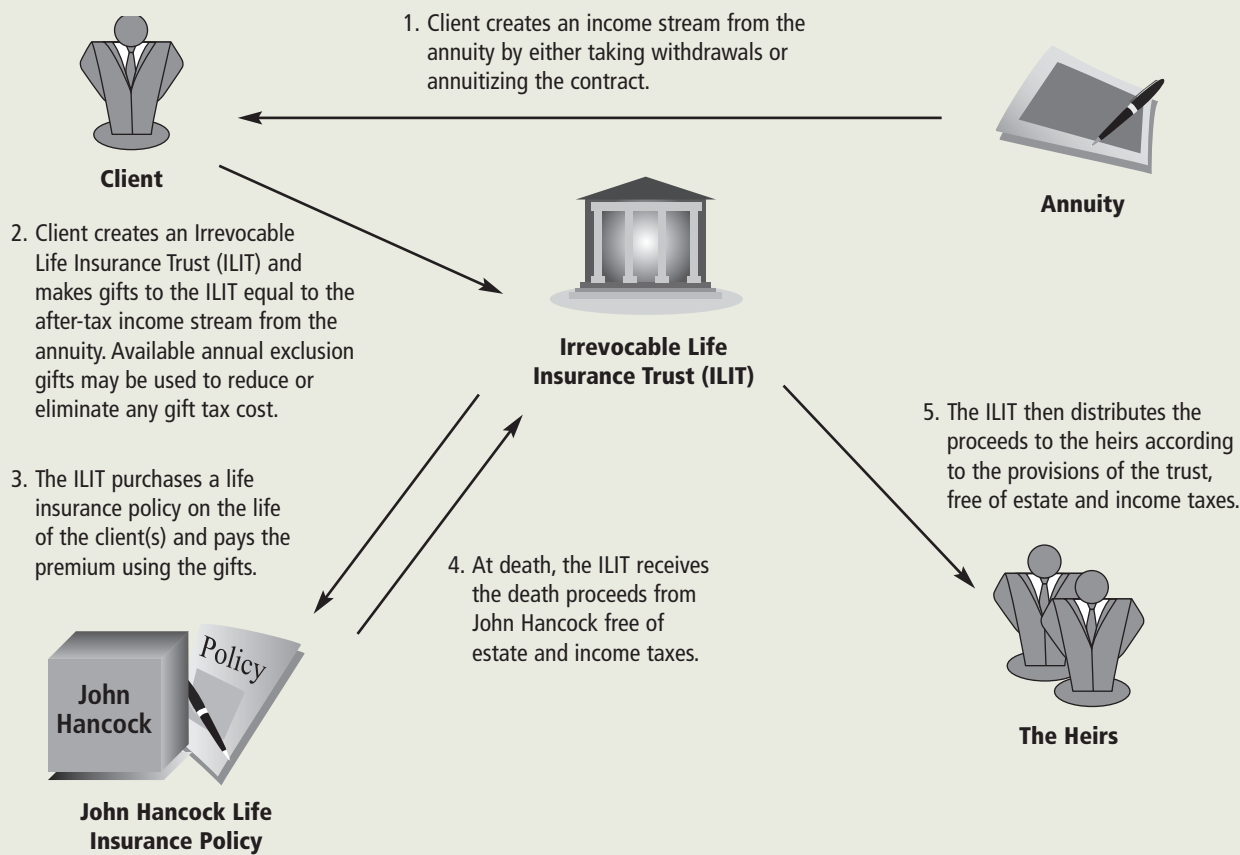 1. Client creates an income stream from the
annuity by either taking withdrawals or
annuitizing the contract.
Client
Annuity
2. Client creates an Irrevocable
Life Insurance Trust (ILIT) and
makes gifts to the ILIT equal to the
after-tax income stream from the
annuity. Available annual exclusion
gifts may be used to reduce or
eliminate any gift tax cost.
Irrevocable Life
Insurance Trust (ILIT)
3. The ILIT purchases a life
insurance policy on the life
of the client(s) and pays the
premium using the gifts.
4. At death, the ILIT receives
the death proceeds from
John Hancock free of
estate and income taxes.
5. The ILIT then distributes the
proceeds to the heirs according
to the provisions of the trust,
free of estate and income taxes.
John
Hancock
Policy
John Hancock Life
Insurance Policy
The Heirs